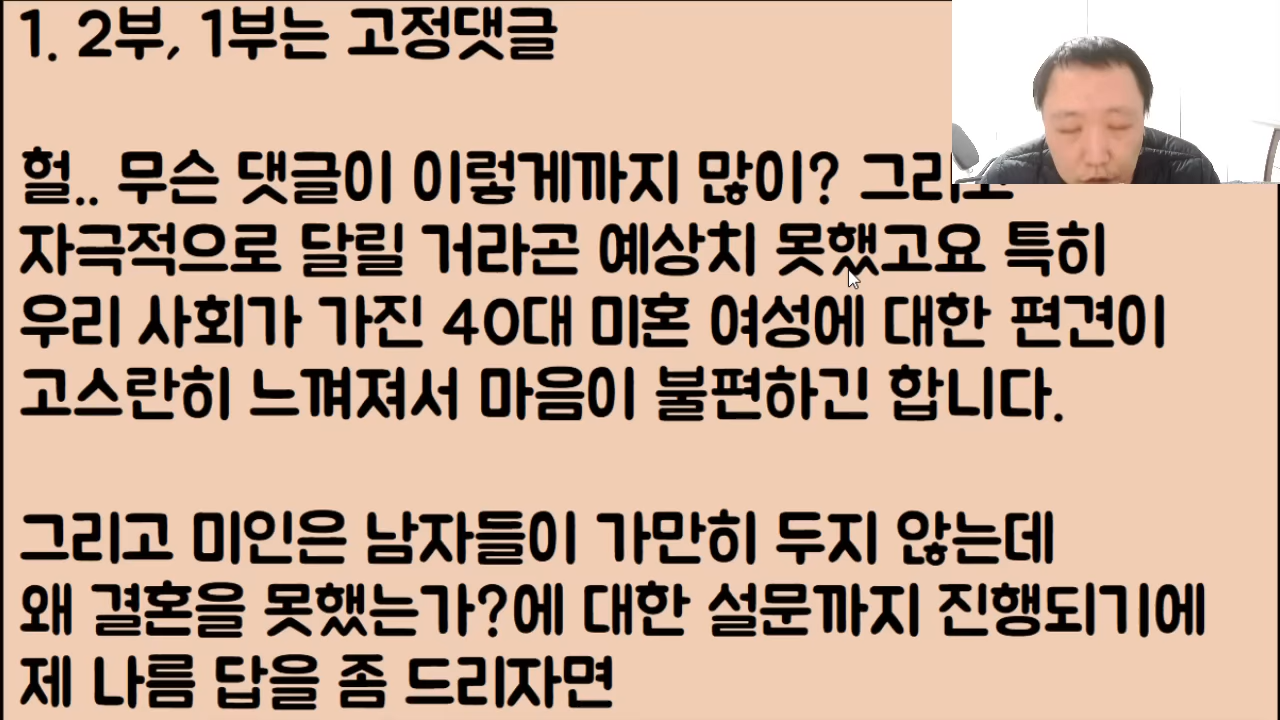 1. 2부, 1부는 고정댓글
헐.. 무슨 댓글이 이렇게까지 많이? 그리고
자극적으로 달릴 거라곤 예상치 못했고요 특히
우리 사회가 가진 40대 미혼 여성에 대한 편견이
고스란히 느껴져서 마음이 불편하긴 합니다.
그리고 미인은 남자들이 가만히 두지 않는데
왜 결혼을 못했는가?에 대한 설문까지 진행되기에
제 나름 답을 좀 드리자면